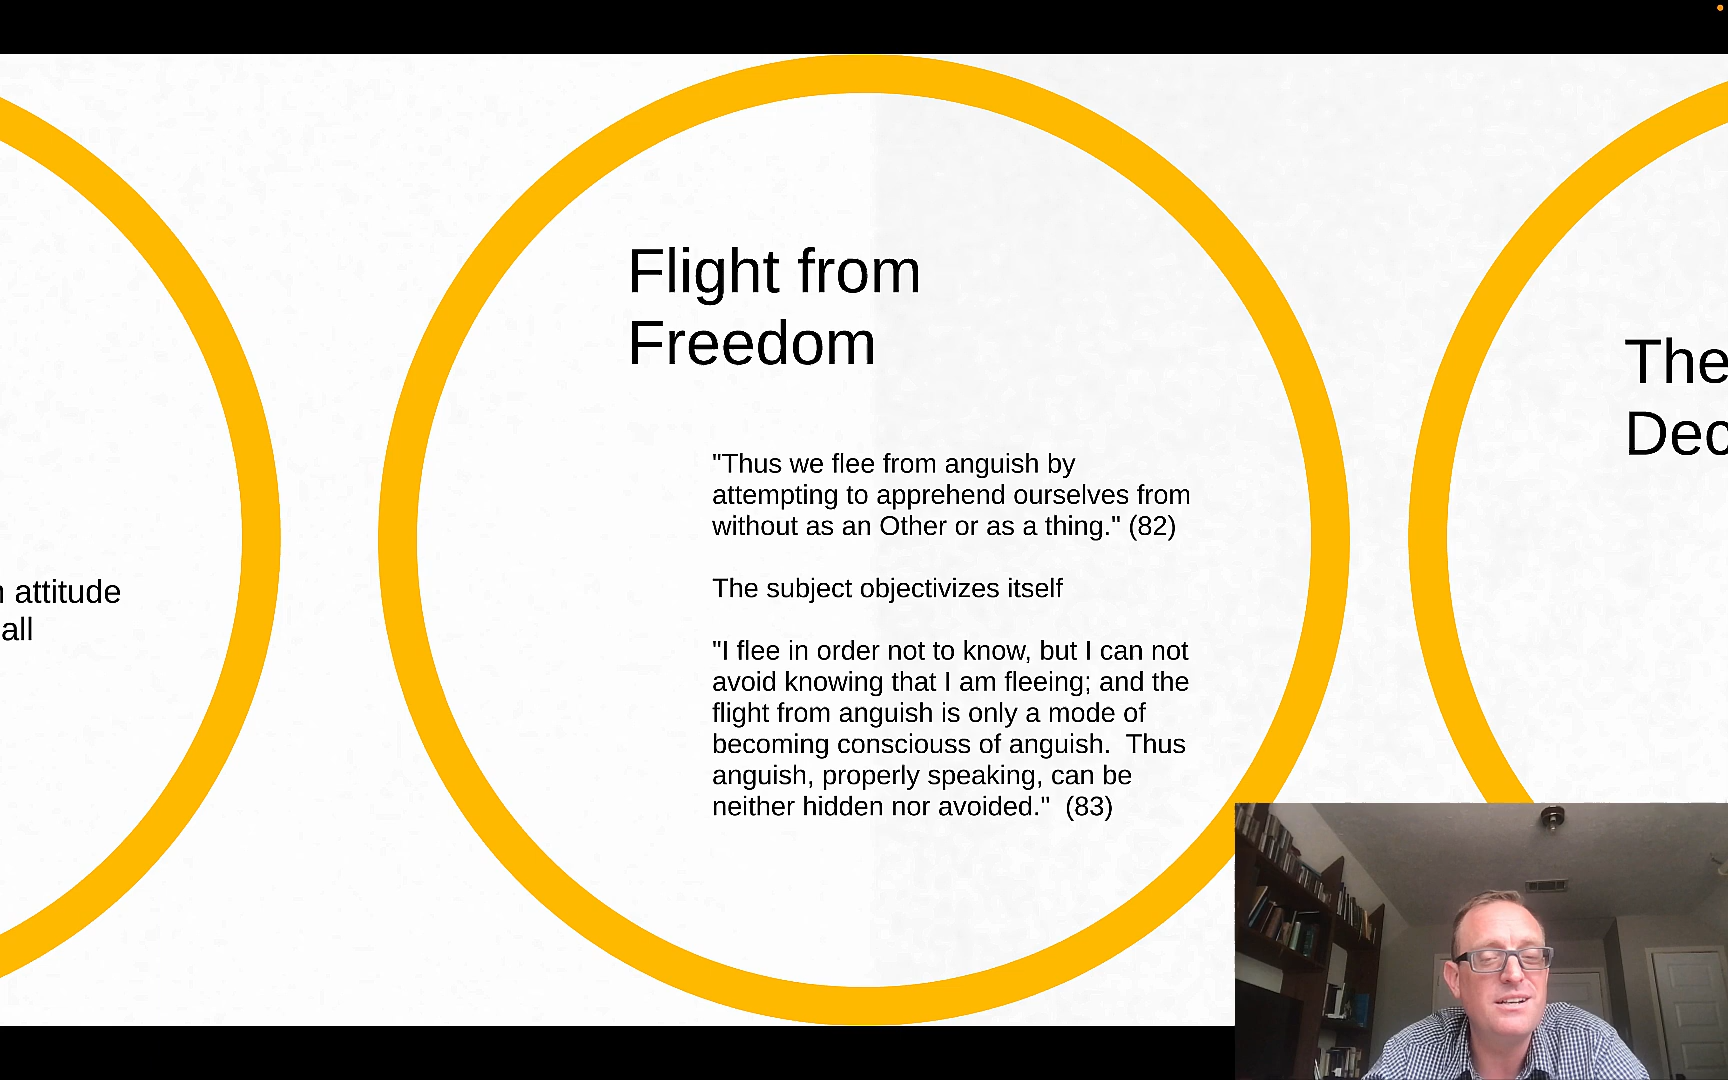 Flight from
Freedom
"Thus we flee from anguish by
attempting to apprehend ourselves from
without as an Other or as a thing." (82)
The subject objectivizes itself
"I flee in order not to know, but I can not
avoid knowing that I am fleeing; and the
flight from anguish is only a mode of
becoming consciouss of anguish.  Thus
anguish, properly speaking, can be
neither hidden nor avoided."  (83)
attitude
all
The